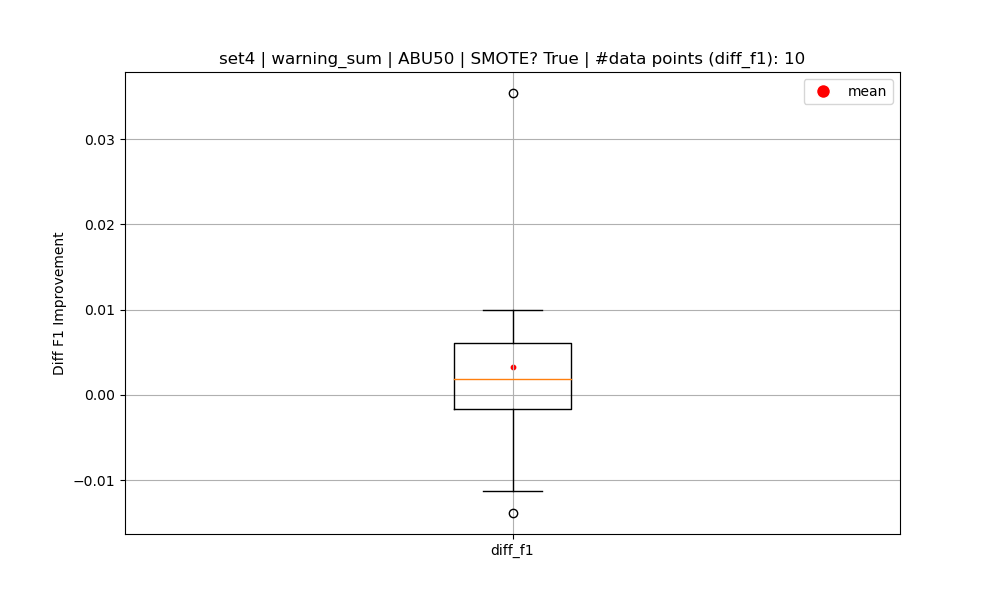 set4 | warning_sum | ABU50 | SMOTE? True | #data points (diff_f1): 10
mean
0.03
0.02
0.01
0.00
−0.01
Diff F1 Improvement
diff_f1